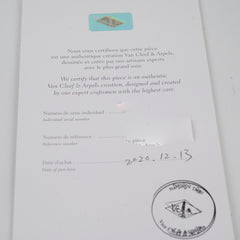 Nous vous certifions que cette pièce
est une authentique création Van Cleef & Arpels,
dessinée et créée par nos artisans experts
avec le plus grand soin.
We certify that this piece is an authentic
Van Cleef & Arpels creation, designed and created
by our expert craftsmen with the highest care.
Numéro de série individuel
Individual serial number
Numéro de référence
Reference number
Date d'achat
Date of purchase
2020.12.13